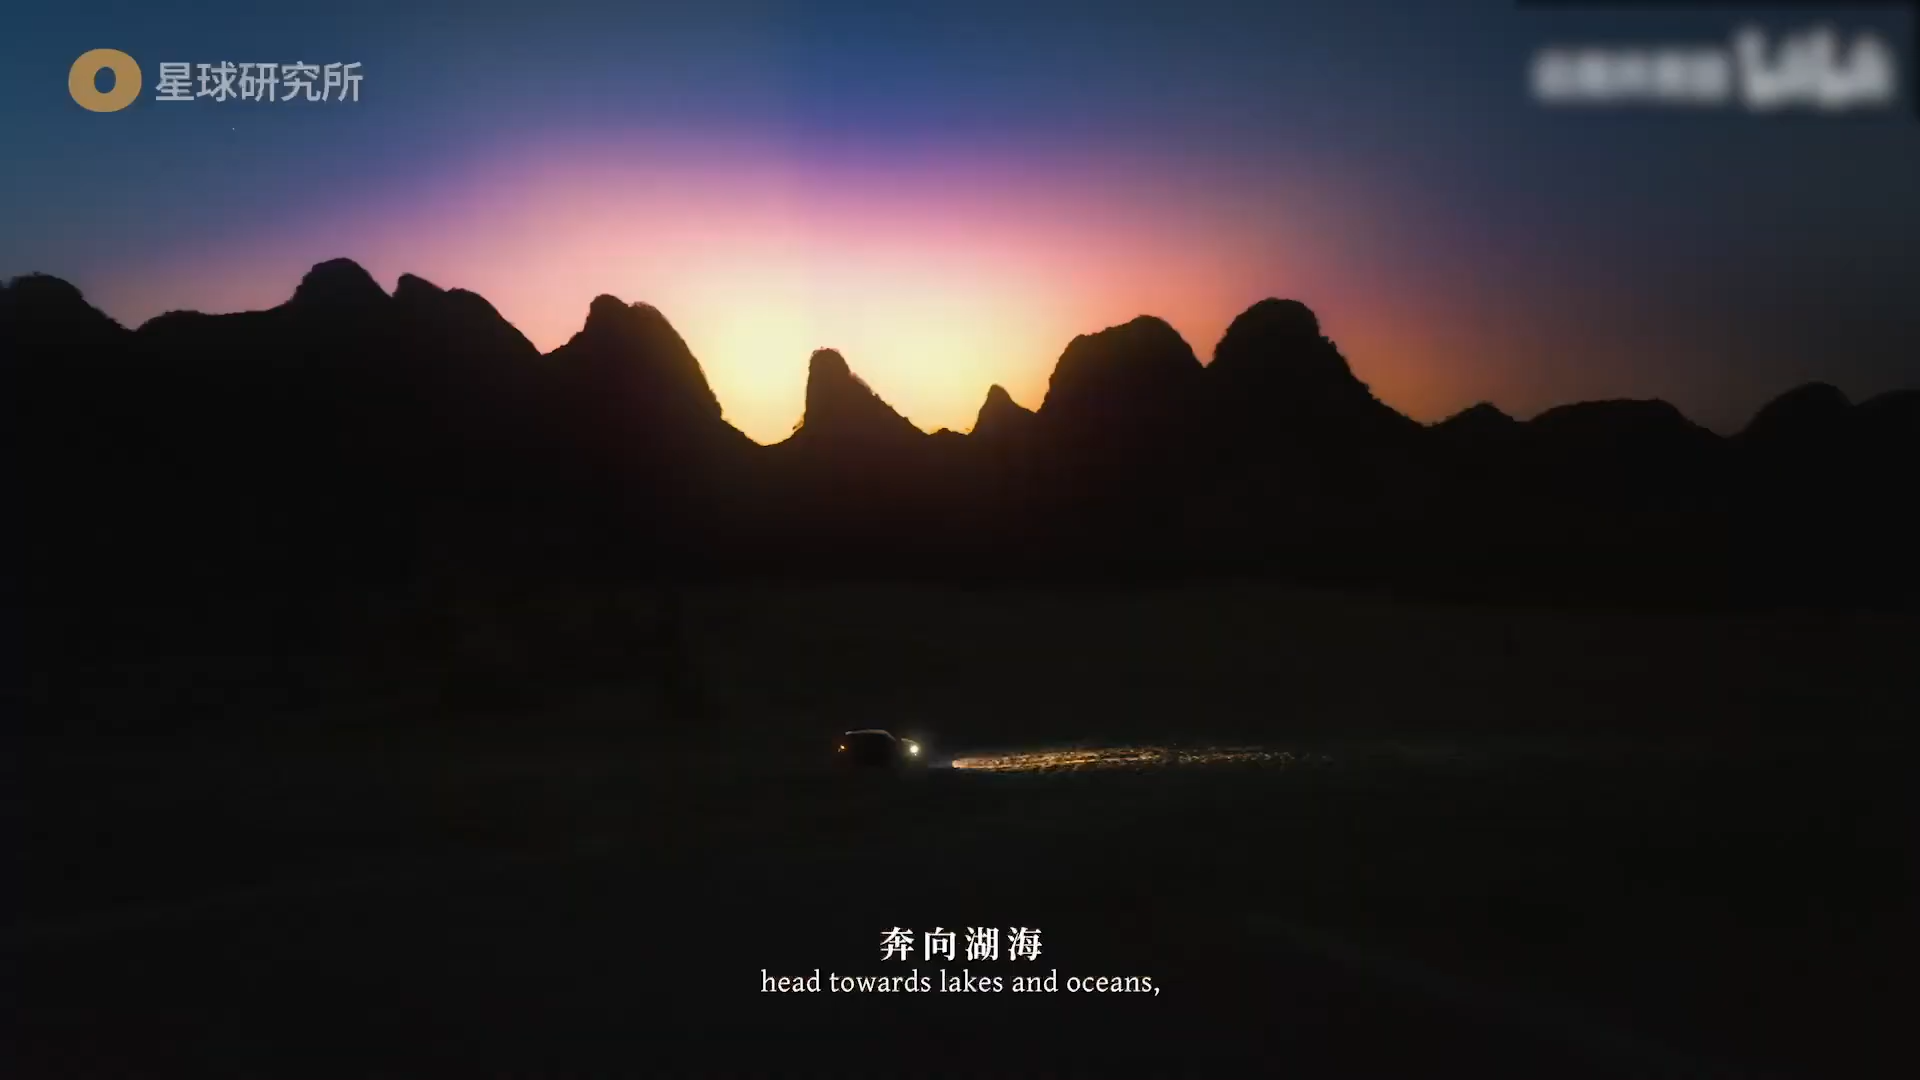 星球研究所
奔向湖海
head towards lakes and oceans,